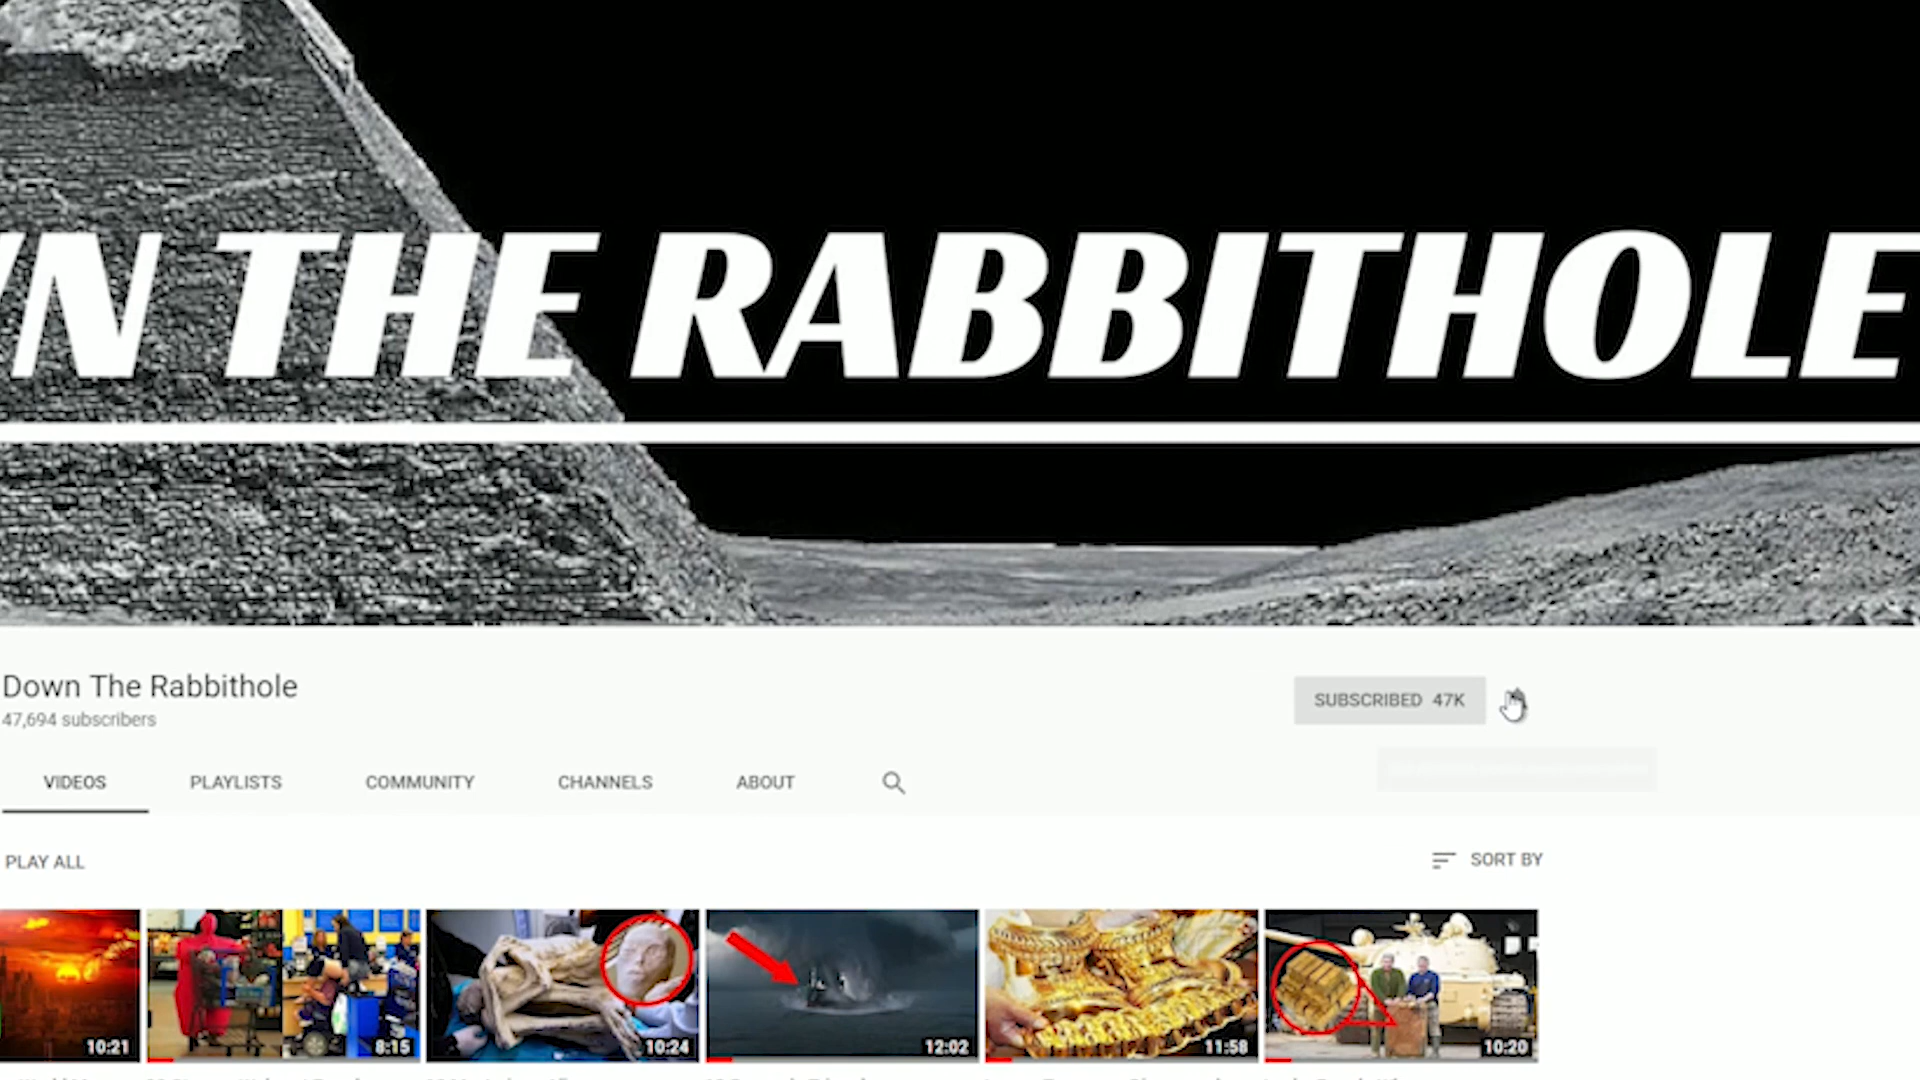 N THE RABBITHOLE
Down The Rabbithole
47,694 subscribers
SUBSCRIBED 47K
VIDEOS PLAYLISTS COMMUNITY CHANNELS ABOUT
PLAY ALL
SORT BY
10:21 8:15 10:24 12:02 11:58 10:20